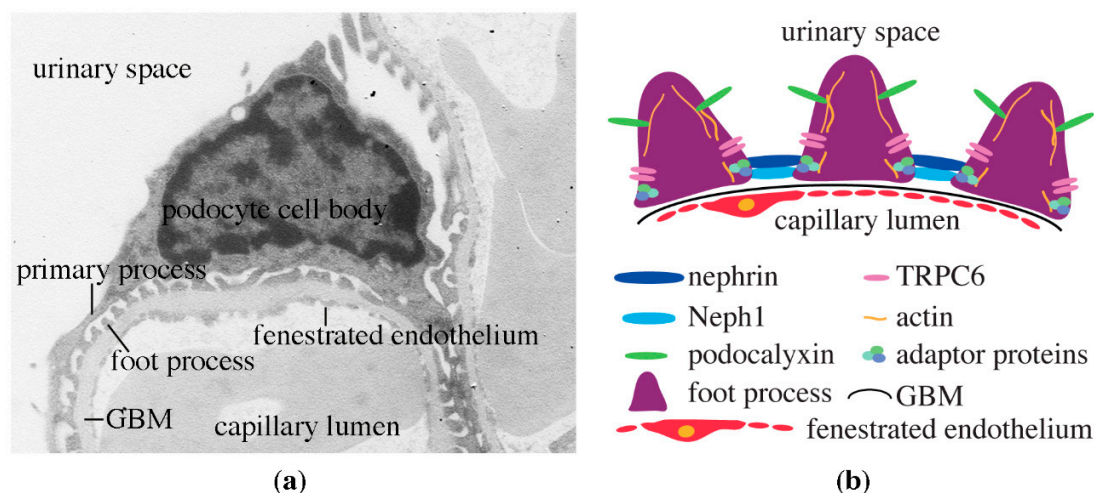 urinary space
podocyte cell body
primary process
fenestrated endothelium
foot process
GBM
capillary lumen
(a)
urinary space
capillary lumen
nephrin
TRPC6
Neph1
actin
podocalyxin
adaptor proteins
foot process
GBM
fenestrated endothelium
(b)